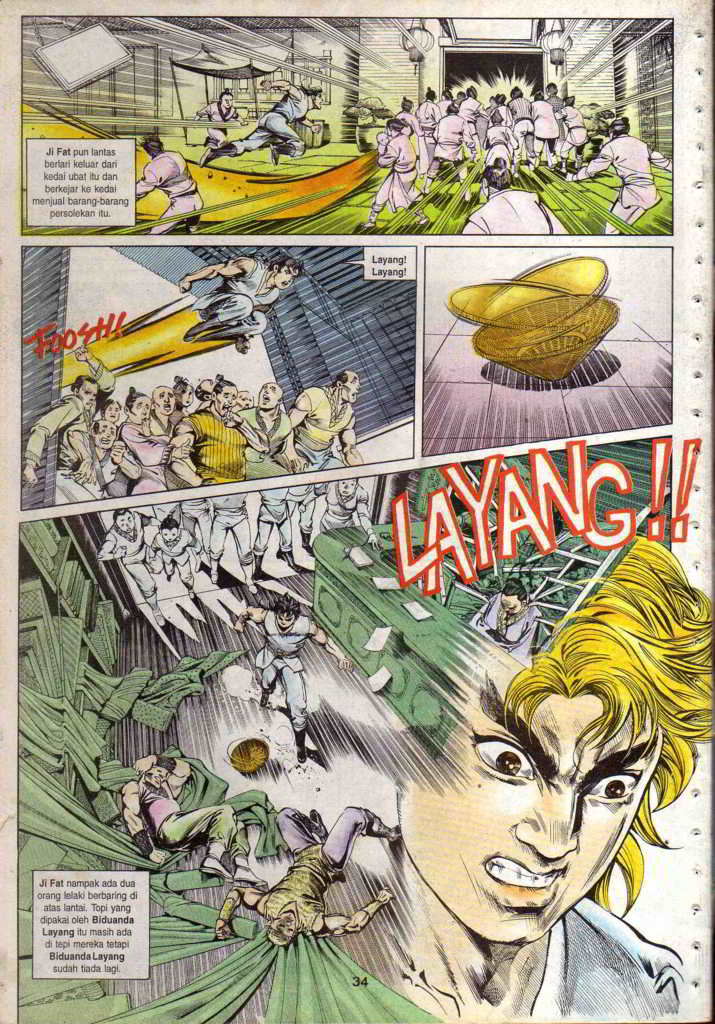 Ji Fat pun lantas
berlari keluar dari
kedai ubat itu dan
berkejar ke kedai
menjual barang-barang
persolekan itu.
Layang!
Layang!
FOOSH!!
LAYANG!!
Ji Fat nampak ada dua
orang lelaki berbaring di
atas lantai. Topi yang
dipakai oleh Biduanda
Layang itu masih ada
di tepi mereka tetapi
Biduanda Layang
sudah tiada lagi.
34